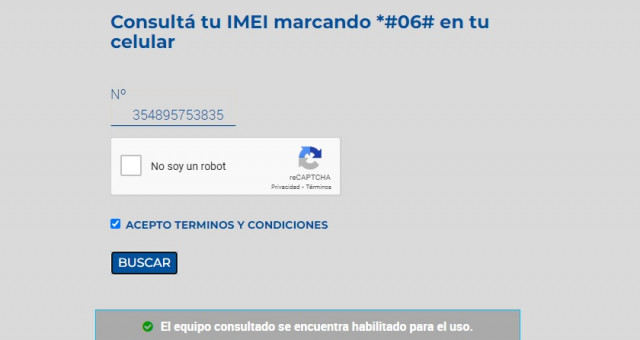 Consultá tu IMEI marcando *#06# en tu
celular
Nº
354895753835
No soy un robot
reCAPTCHA
Privacidad - Términos
ACEPTO TERMINOS Y CONDICIONES
BUSCAR
El equipo consultado se encuentra habilitado para el uso.